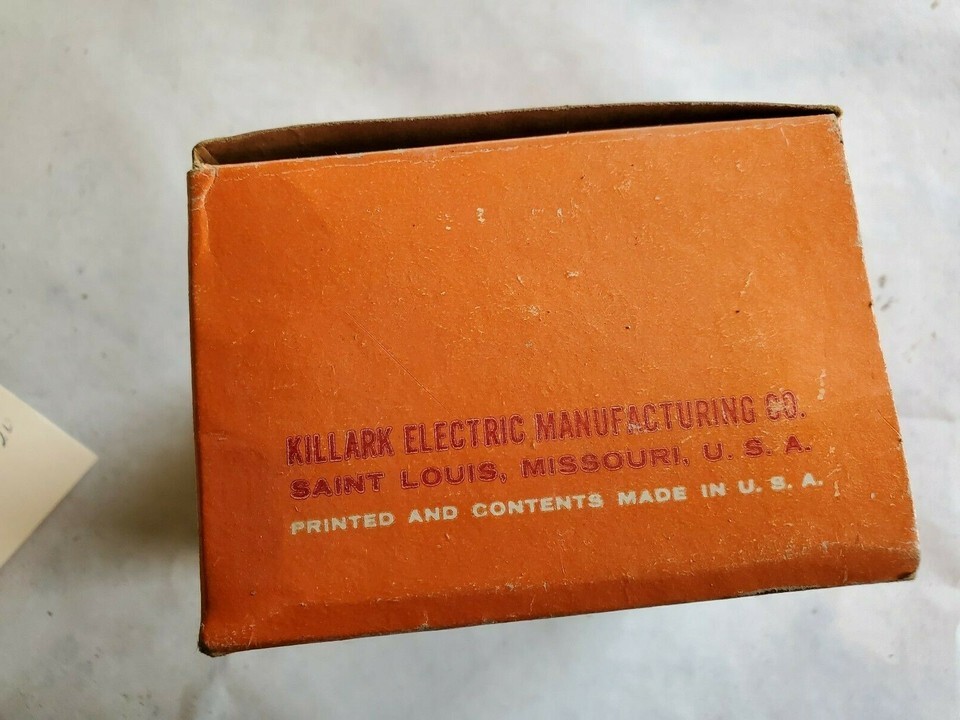 KILLARK ELECTRIC MANUFACTURING CO.
SAINT LOUIS, MISSOURI, U. S. A.
PRINTED AND CONTENTS MADE IN U. S. A.